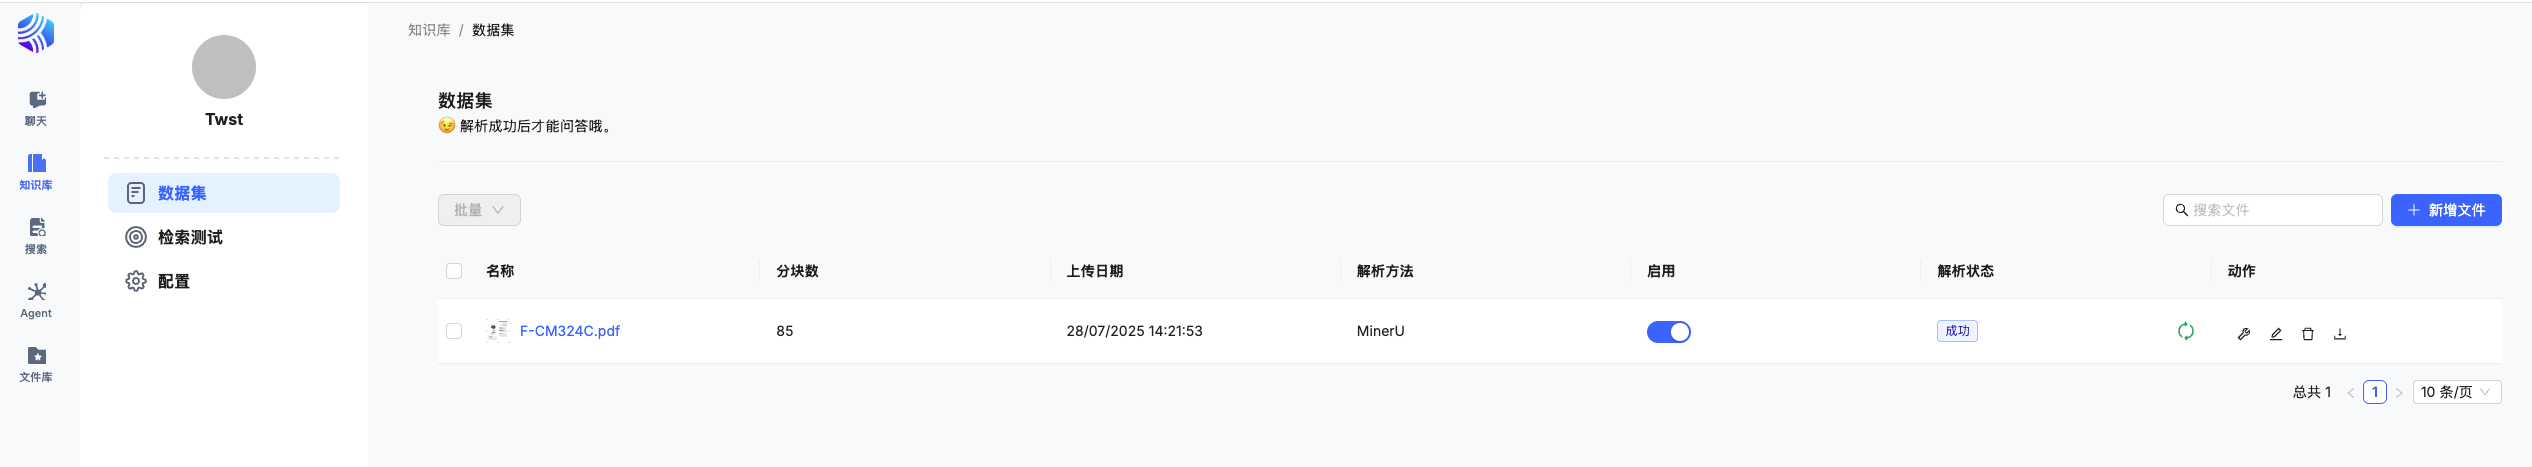 知识库 / 数据集
聊天
知识库
搜索
Agent
文件库
Twst
数据集
检索测试
配置
数据集
😉 解析成功后才能问答哦。
批量
搜索文件
+ 新增文件
名称 分块数 上传日期 解析方法 启用 解析状态 动作
F-CM324C.pdf 85 28/07/2025 14:21:53 MinerU 成功
总共 1 < 1 > 10 条/页